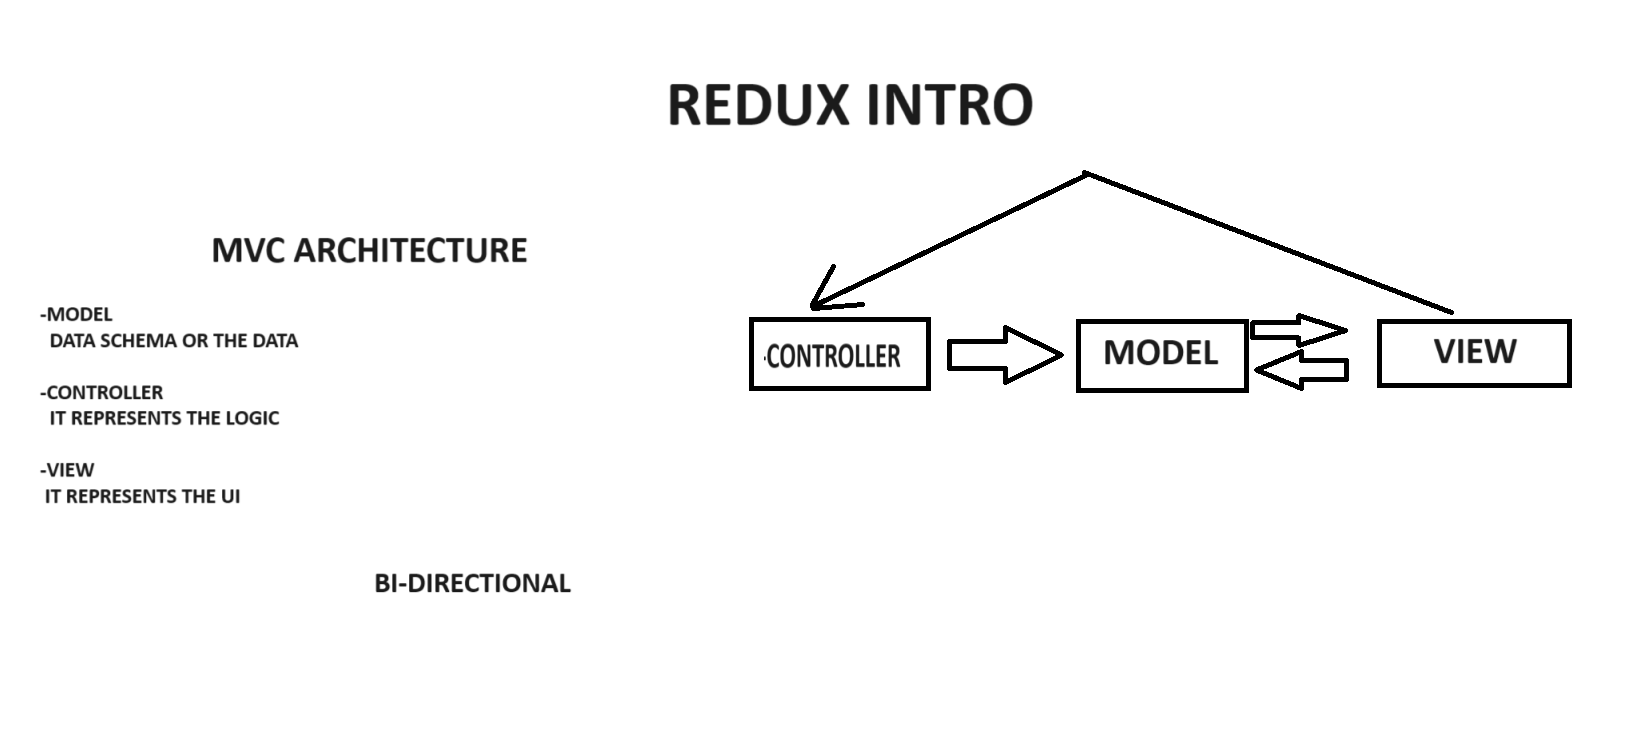 REDUX INTRO
MVC ARCHITECTURE
-MODEL
DATA SCHEMA OR THE DATA
-CONTROLLER
IT REPRESENTS THE LOGIC
-VIEW
IT REPRESENTS THE UI
BI-DIRECTIONAL
CONTROLLER
MODEL
VIEW